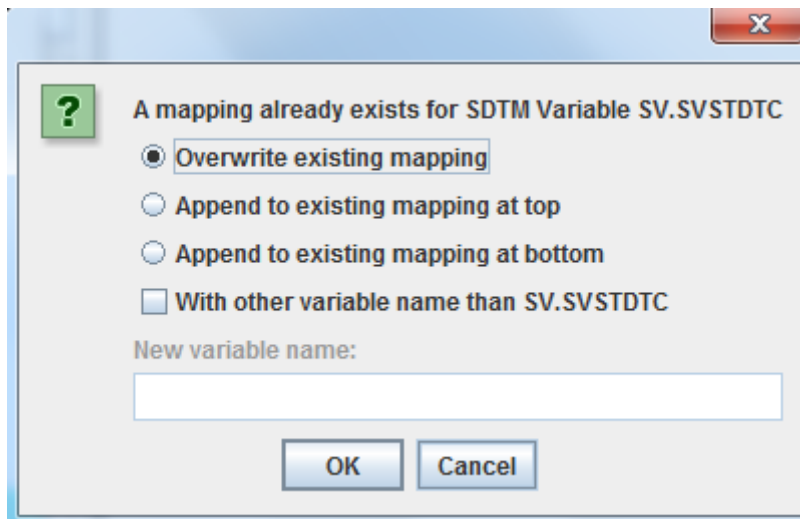 A mapping already exists for SDTM Variable SV.SVSTDTC
Overwrite existing mapping
Append to existing mapping at top
Append to existing mapping at bottom
With other variable name than SV.SVSTDTC
New variable name:
OK Cancel